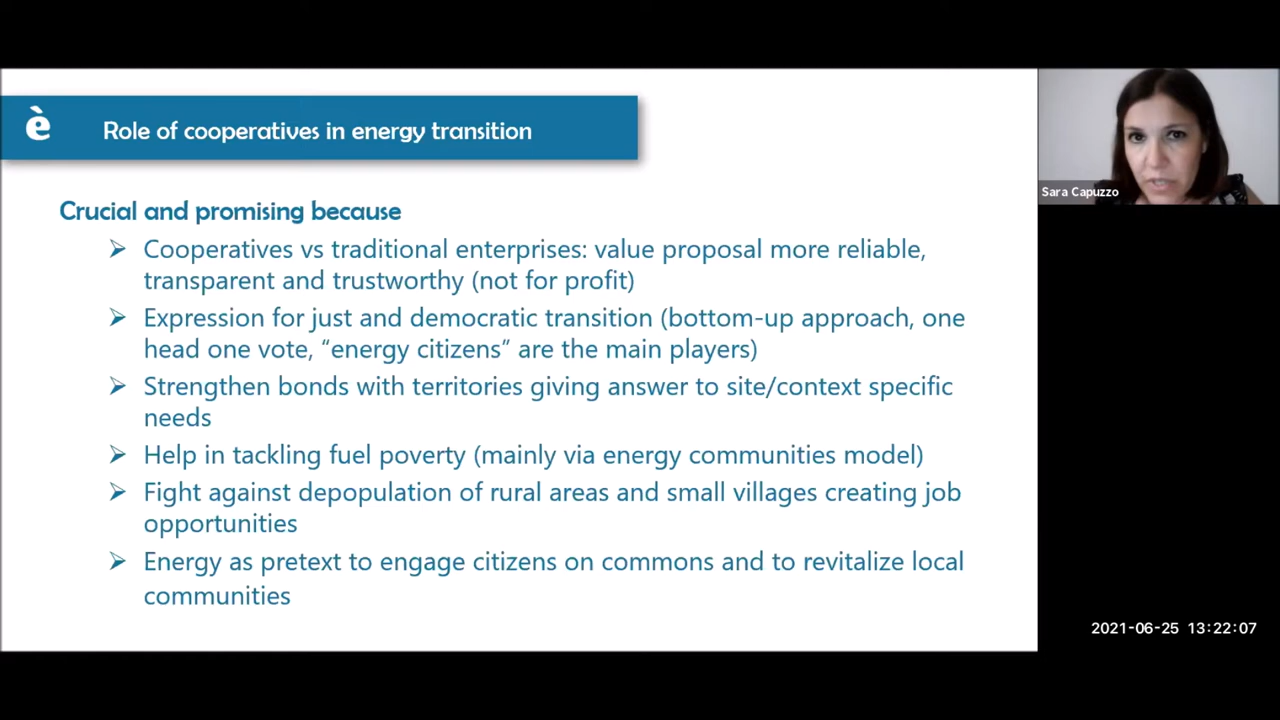 è
Role of cooperatives in energy transition
Crucial and promising because
Cooperatives vs traditional enterprises: value proposal more reliable,
transparent and trustworthy (not for profit)
Expression for just and democratic transition (bottom-up approach, one
head one vote, “energy citizens” are the main players)
Strengthen bonds with territories giving answer to site/context specific
needs
Help in tackling fuel poverty (mainly via energy communities model)
Fight against depopulation of rural areas and small villages creating job
opportunities
Energy as pretext to engage citizens on commons and to revitalize local
communities
Sara Capuzzo
2021-06-25 13:22:07